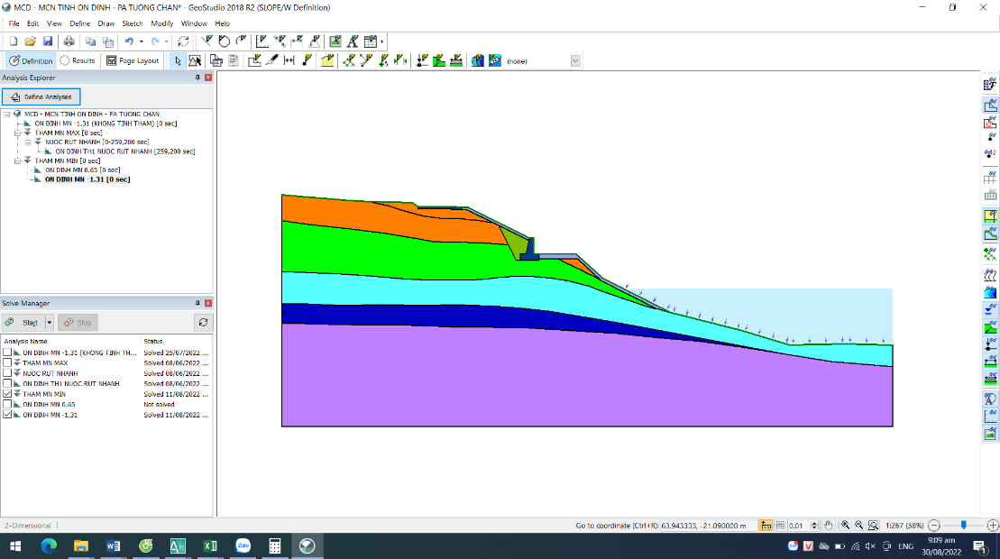 MCD - MCN TINH ON DINH - PA TUONG CHAN* - GeoStudio 2018 R2 (SLOPE/W Definition)
File Edit View Define Draw Sketch Modify Window Help
Definition Results Page Layout (none)
Analysis Explorer
Define Analyses
MCD - MCN TINH ON DINH - PA TUONG CHAN
ON DINH MN -1.31 (KHONG TINH THAM) [0 sec]
THAM MN MAX [0 sec]
NUOC RUT NHANH [0-259,200 sec]
ON DINH TH1 NUOC RUT NHANH [259,200 sec]
THAM MN MIN [0 sec]
ON DINH MN 0.65 [0 sec]
ON DINH MN -1.31 [0 sec]
Solve Manager
Start Stop
Analysis Name Status
ON DINH MN -1.31 (KHONG TINH TH... Solved 25/07/2022 ...
THAM MN MAX Solved 08/06/2022 ...
NUOC RUT NHANH Solved 08/06/2022 ...
ON DINH TH1 NUOC RUT NHANH Solved 08/06/2022 ...
THAM MN MIN Solved 11/08/2022 ...
ON DINH MN 0.65 Not solved
ON DINH MN -1.31 Solved 11/08/2022 ...
2-Dimensional Go to coordinate (Ctrl+R): 63.943333, -21.090000 m 0.01 1:267 (38%)
ENG
9:09 am
30/08/2022
1